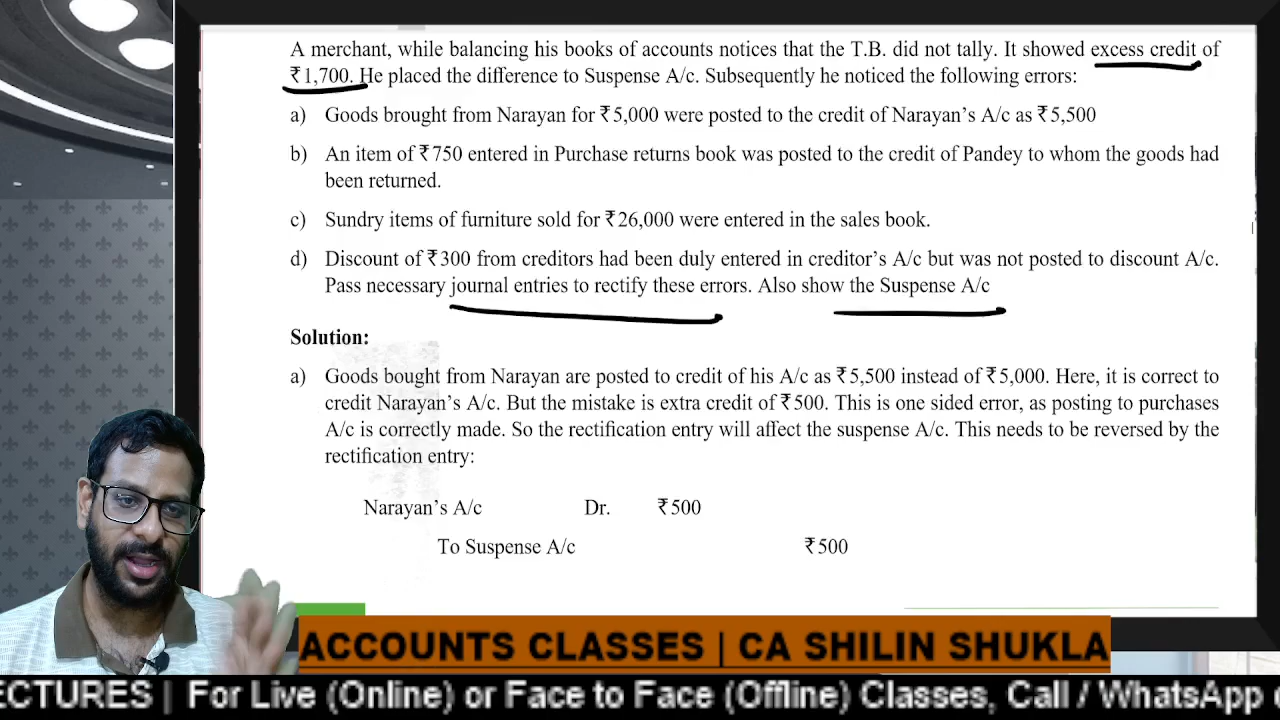 A merchant, while balancing his books of accounts notices that the T.B. did not tally. It showed excess credit of
₹1,700. He placed the difference to Suspense A/c. Subsequently he noticed the following errors:
a) Goods brought from Narayan for ₹5,000 were posted to the credit of Narayan's A/c as ₹5,500
b) An item of ₹750 entered in Purchase returns book was posted to the credit of Pandey to whom the goods had
been returned.
c) Sundry items of furniture sold for ₹26,000 were entered in the sales book.
d) Discount of ₹300 from creditors had been duly entered in creditor's A/c but was not posted to discount A/c.
Pass necessary journal entries to rectify these errors. Also show the Suspense A/c
Solution:
a) Goods bought from Narayan are posted to credit of his A/c as ₹5,500 instead of ₹5,000. Here, it is correct to
credit Narayan's A/c. But the mistake is extra credit of ₹500. This is one sided error, as posting to purchases
A/c is correctly made. So the rectification entry will affect the suspense A/c. This needs to be reversed by the
rectification entry:
Narayan's A/c Dr. ₹500
To Suspense A/c ₹500
ACCOUNTS CLASSES | CA SHILIN SHUKLA
ECTURES | For Live (Online) or Face to Face (Offline) Classes, Call / WhatsApp